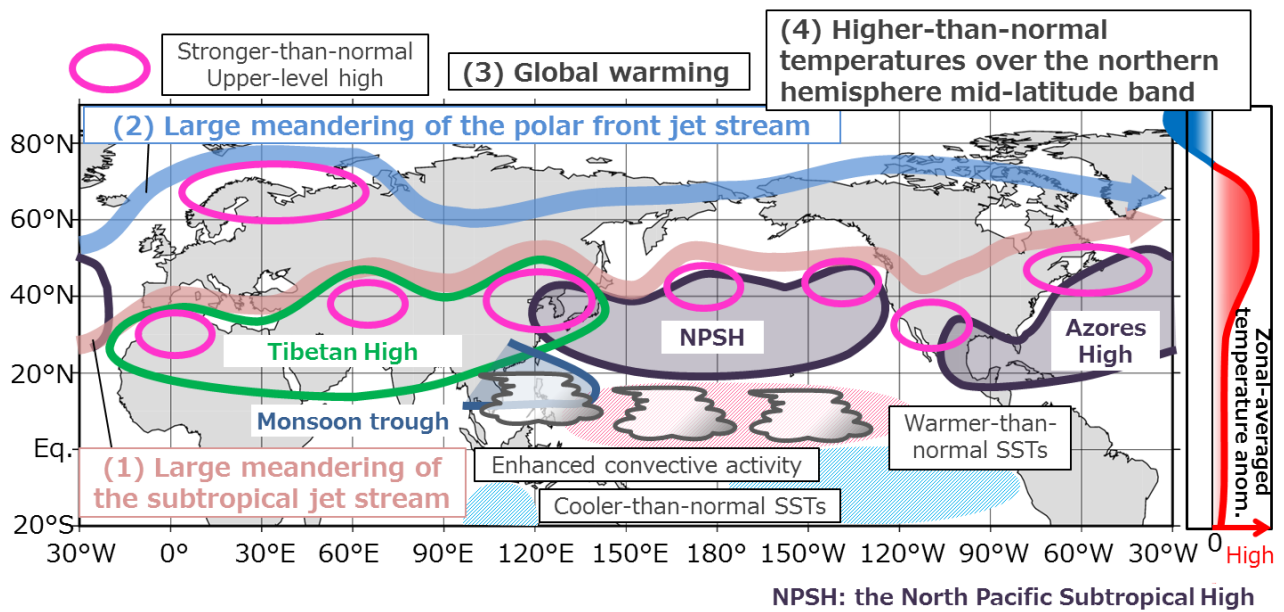 Stronger-than-normal
Upper-level high
(3) Global warming
(4) Higher-than-normal
temperatures over the northern
hemisphere mid-latitude band
(2) Large meandering of the polar front jet stream
80°N
60°N
40°N
20°N
Eq.
20°S
Tibetan High
NPSH
Azores
High
Monsoon trough
Warmer-than-
normal SSTs
(1) Large meandering of
the subtropical jet stream
Enhanced convective activity
Cooler-than-normal SSTs
Zonal-averaged
temperature anom.
30°W
0°
30°E
60°E
90°E
120°E
150°E
180°
150°W
120°W
90°W
60°W
30°W
0
High
NPSH: the North Pacific Subtropical High